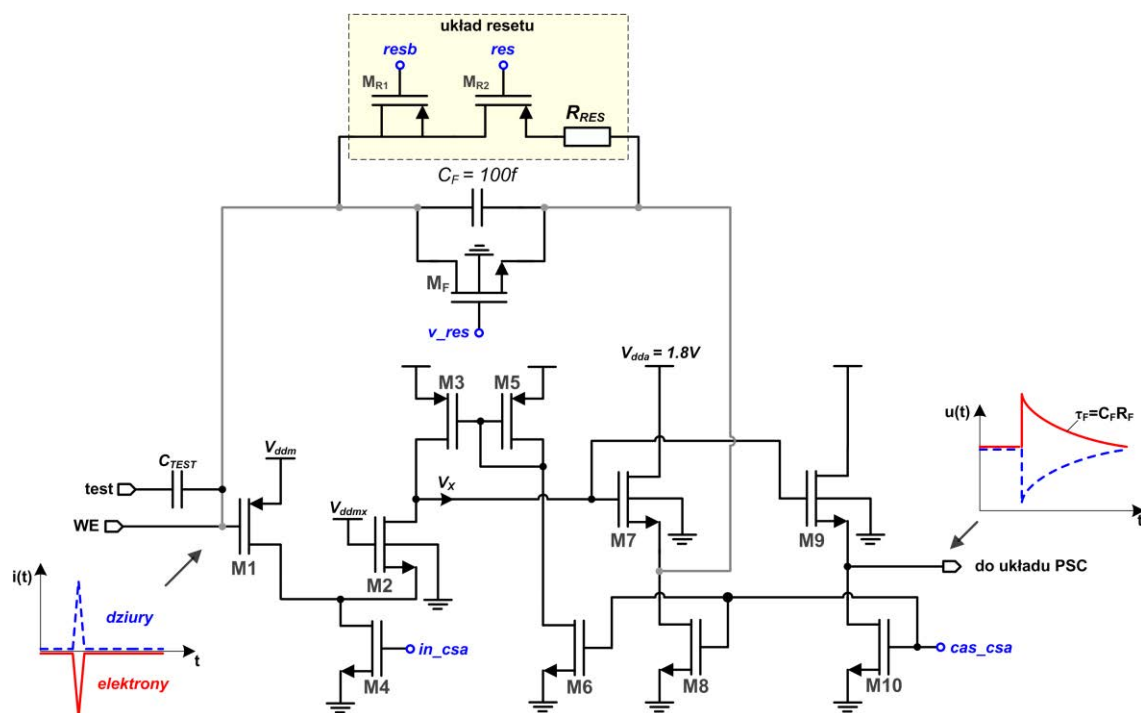 układ resetu
resb
res
MR1
MR2
RRES
CF = 100f
MF
v_res
Vdda = 1.8V
M3
M5
u(t)
τF=CFRF
t
Vddm
CTEST
test
WE
VX
Vddmx
M1
M2
M7
M9
do układu PSC
i(t)
dziury
t
elektrony
in_csa
M4
M6
M8
M10
cas_csa